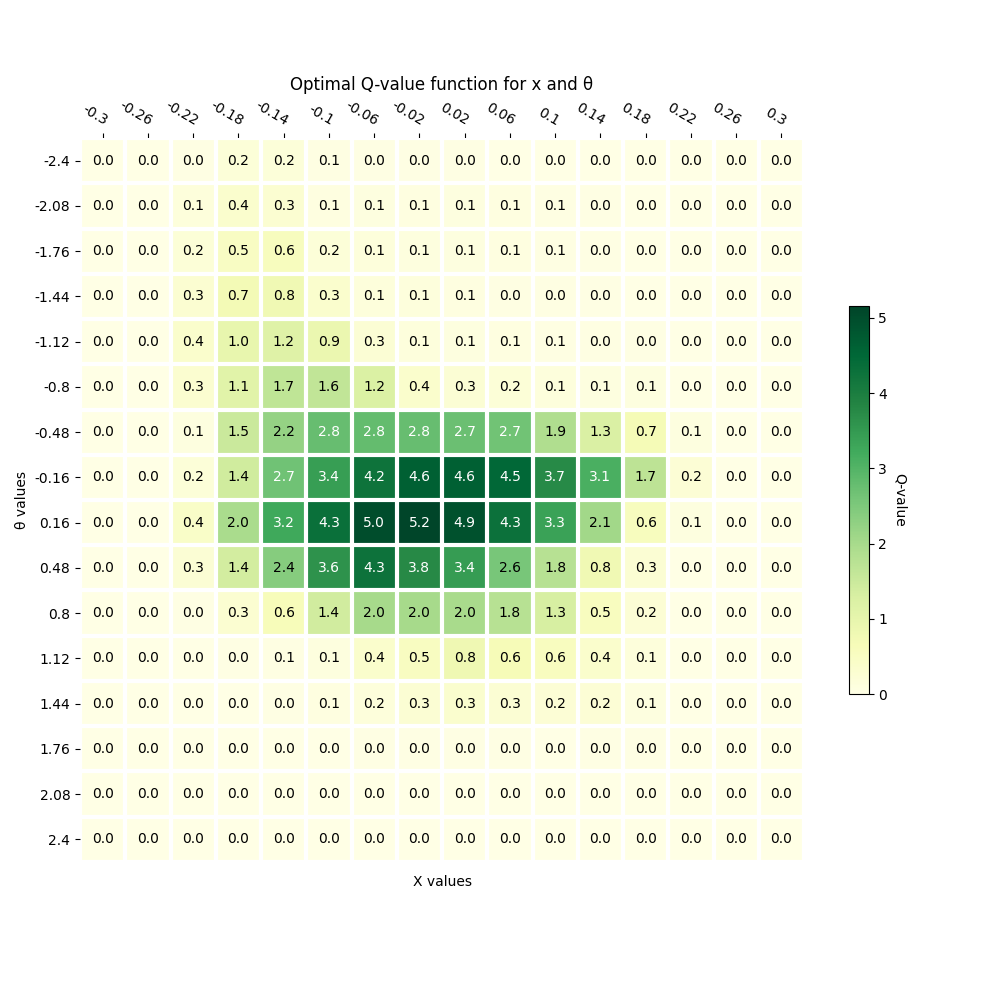 Optimal Q-value function for x and θ
-0.3 -0.26 -0.22 -0.18 -0.14 -0.1 -0.06 -0.02 0.02 0.06 0.1 0.14 0.18 0.22 0.26 0.3
-2.4 0.0 0.0 0.0 0.2 0.2 0.1 0.0 0.0 0.0 0.0 0.0 0.0 0.0 0.0 0.0 0.0
-2.08 0.0 0.0 0.1 0.4 0.3 0.1 0.1 0.1 0.1 0.1 0.1 0.0 0.0 0.0 0.0 0.0
-1.76 0.0 0.0 0.2 0.5 0.6 0.2 0.1 0.1 0.1 0.1 0.1 0.0 0.0 0.0 0.0 0.0
-1.44 0.0 0.0 0.3 0.7 0.8 0.3 0.1 0.1 0.1 0.0 0.0 0.0 0.0 0.0 0.0 0.0
-1.12 0.0 0.0 0.4 1.0 1.2 0.9 0.3 0.1 0.1 0.1 0.1 0.0 0.0 0.0 0.0 0.0
-0.8 0.0 0.0 0.3 1.1 1.7 1.6 1.2 0.4 0.3 0.2 0.1 0.1 0.1 0.0 0.0 0.0
-0.48 0.0 0.0 0.1 1.5 2.2 2.8 2.8 2.8 2.7 2.7 1.9 1.3 0.7 0.1 0.0 0.0
-0.16 0.0 0.0 0.2 1.4 2.7 3.4 4.2 4.6 4.6 4.5 3.7 3.1 1.7 0.2 0.0 0.0
0.16 0.0 0.0 0.4 2.0 3.2 4.3 5.0 5.2 4.9 4.3 3.3 2.1 0.6 0.1 0.0 0.0
0.48 0.0 0.0 0.3 1.4 2.4 3.6 4.3 3.8 3.4 2.6 1.8 0.8 0.3 0.0 0.0 0.0
0.8 0.0 0.0 0.0 0.3 0.6 1.4 2.0 2.0 2.0 1.8 1.3 0.5 0.2 0.0 0.0 0.0
1.12 0.0 0.0 0.0 0.0 0.1 0.1 0.4 0.5 0.8 0.6 0.6 0.4 0.1 0.0 0.0 0.0
1.44 0.0 0.0 0.0 0.0 0.0 0.1 0.2 0.3 0.3 0.3 0.2 0.2 0.1 0.0 0.0 0.0
1.76 0.0 0.0 0.0 0.0 0.0 0.0 0.0 0.0 0.0 0.0 0.0 0.0 0.0 0.0 0.0 0.0
2.08 0.0 0.0 0.0 0.0 0.0 0.0 0.0 0.0 0.0 0.0 0.0 0.0 0.0 0.0 0.0 0.0
2.4 0.0 0.0 0.0 0.0 0.0 0.0 0.0 0.0 0.0 0.0 0.0 0.0 0.0 0.0 0.0 0.0
θ values
X values
5
4
3
2
1
0
Q-value